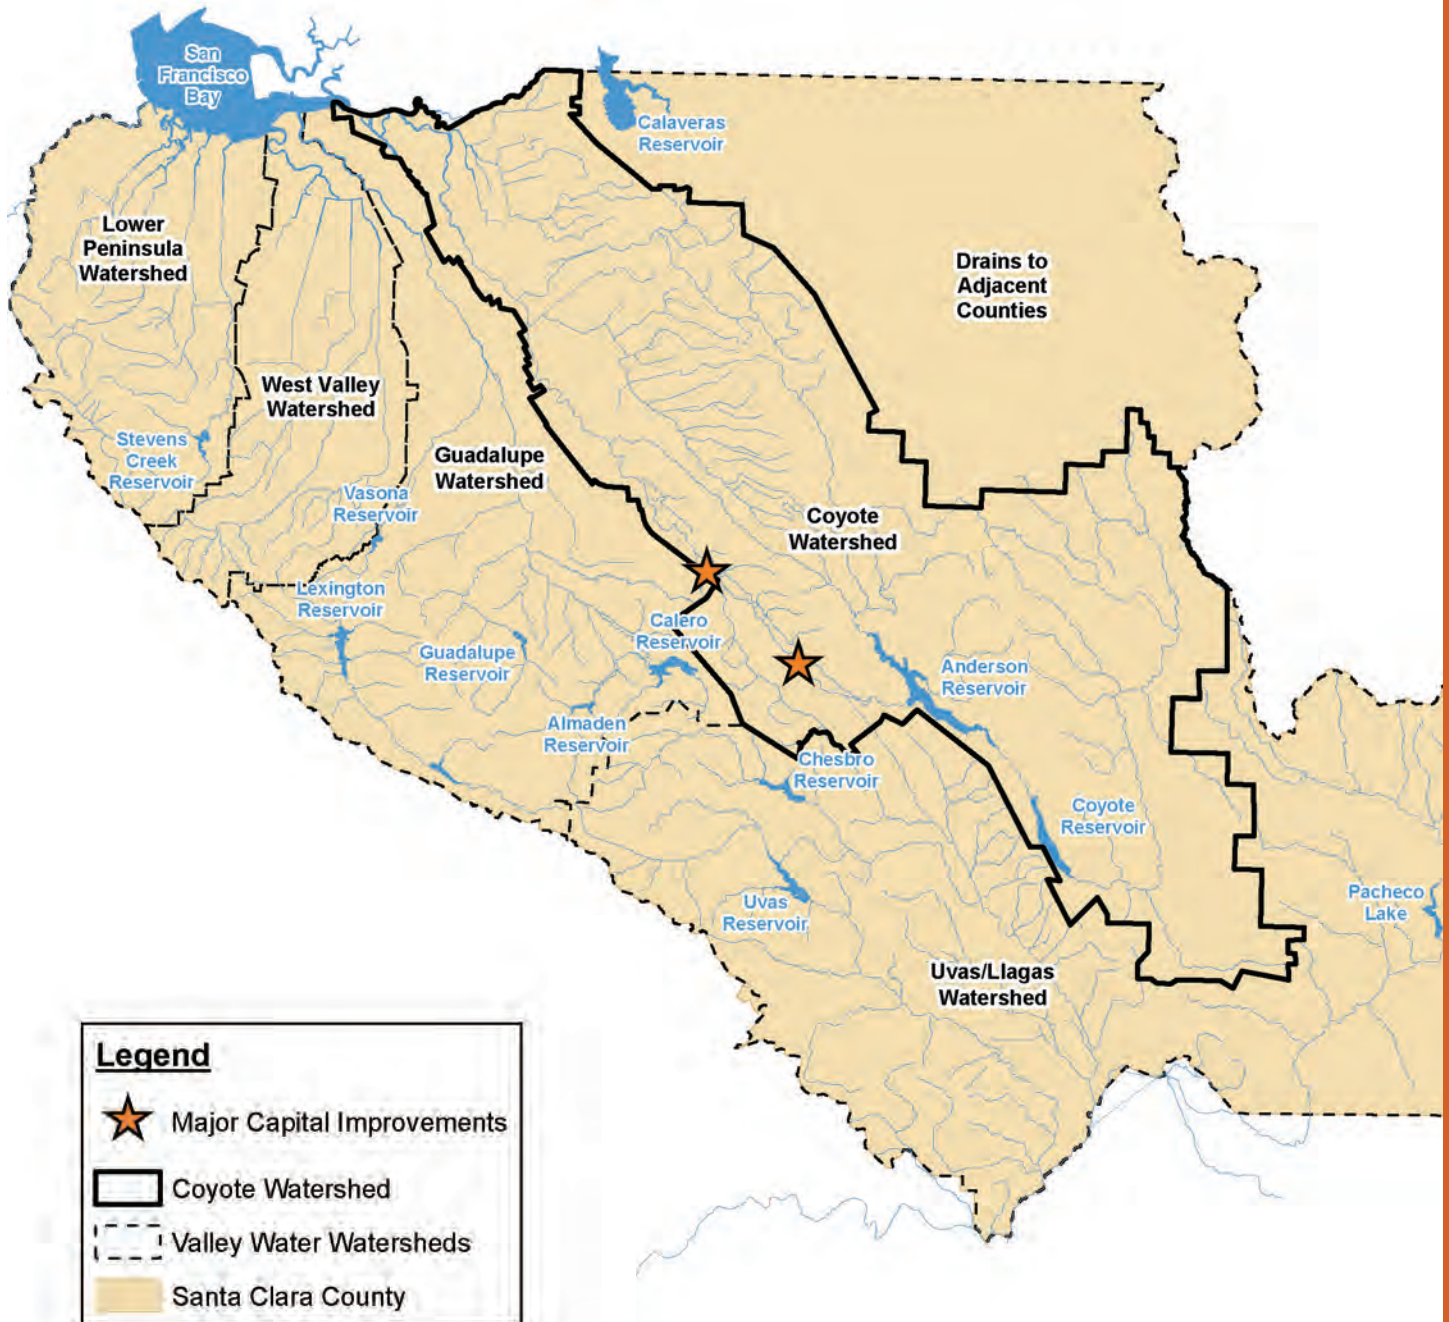 San
Francisco
Bay
Calaveras
Reservoir
Lower
Peninsula
Watershed
Drains to
Adjacent
Counties
West Valley
Watershed
Stevens
Creek
Reservoir
Guadalupe
Watershed
Vasona
Reservoir
Coyote
Watershed
Lexington
Reservoir
Calero
Reservoir
Guadalupe
Reservoir
Anderson
Reservoir
Almaden
Reservoir
Chesbro
Reservoir
Coyote
Reservoir
Uvas
Reservoir
Pacheco
Lake
Uvas/Llagas
Watershed
Legend
Major Capital Improvements
Coyote Watershed
Valley Water Watersheds
Santa Clara County